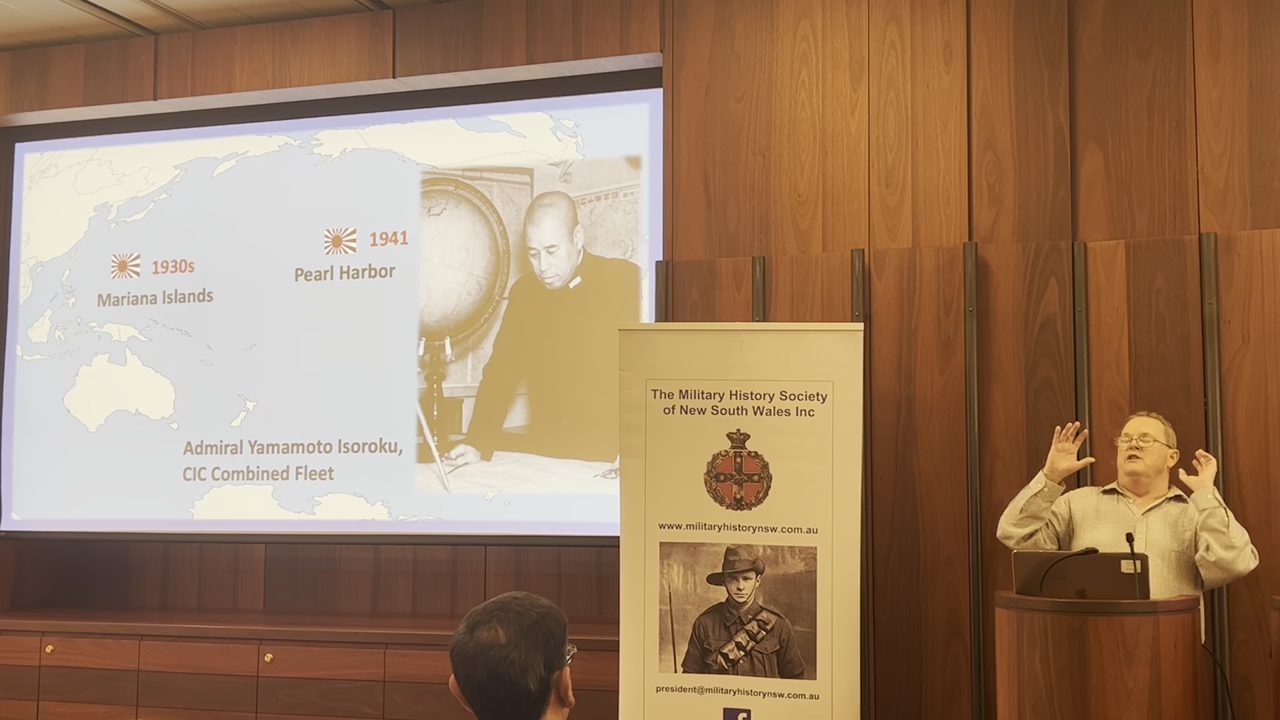 1930s
Mariana Islands
1941
Pearl Harbor
Admiral Yamamoto Isoroku,
CIC Combined Fleet
The Military History Society
of New South Wales Inc
www.militaryhistorynsw.com.au
president@militaryhistorynsw.com.au